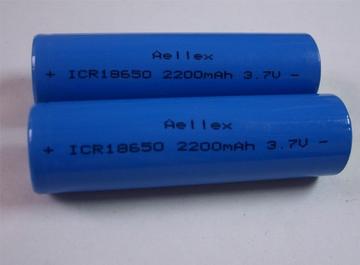 Aellex
+ ICR18650 2200mAh 3.7V -
Aellex
+ ICR18650 2200mAh 3.7V -